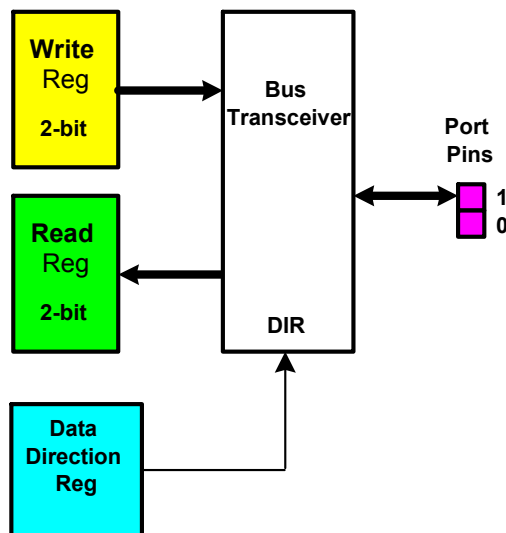 Write
Reg
2-bit
Bus
Transceiver
Port
Pins
1
0
Read
Reg
2-bit
DIR
Data
Direction
Reg